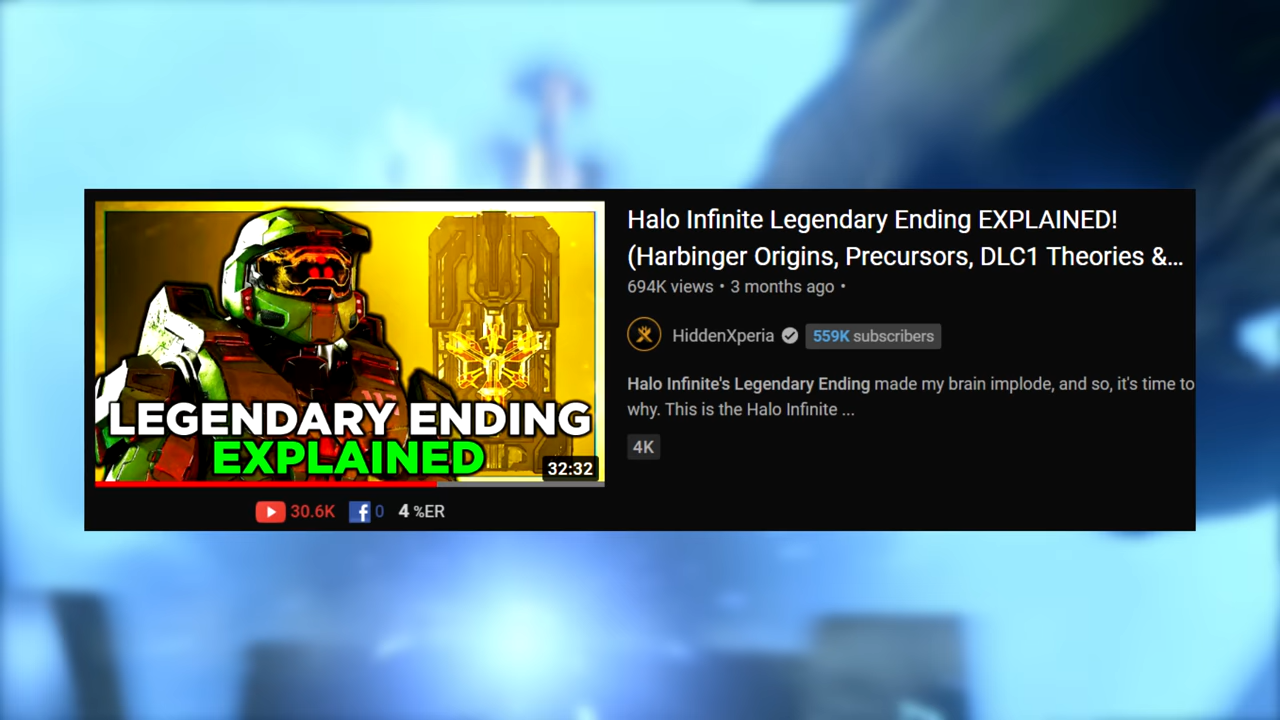 Halo Infinite Legendary Ending EXPLAINED!
(Harbinger Origins, Precursors, DLC1 Theories &...
694K views • 3 months ago •
HiddenXperia 559K subscribers
Halo Infinite's Legendary Ending made my brain implode, and so, it's time to
why. This is the Halo Infinite ...
4K
LEGENDARY ENDING
EXPLAINED
32:32
30.6K f 0 4 %ER